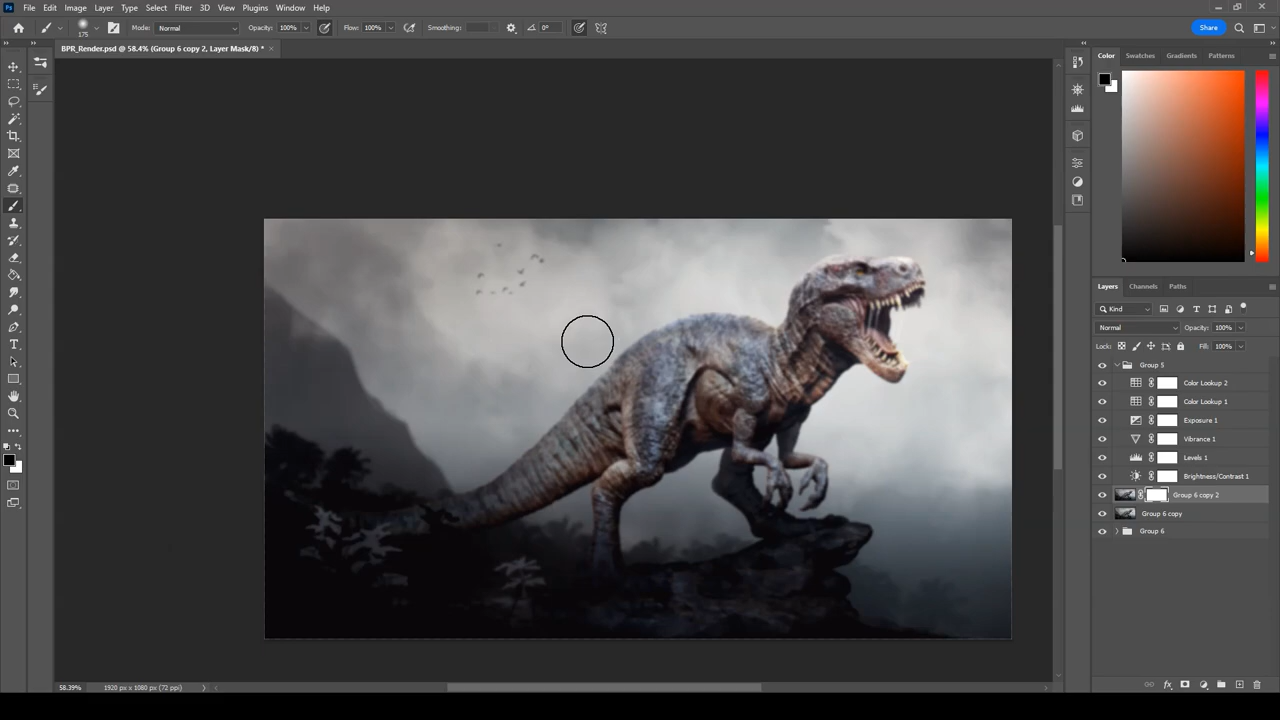 Ps File Edit Image Layer Type Select Filter 3D View Plugins Window Help
175 Mode: Normal Opacity: 100% Flow: 100% Smoothing: 0° Share
BPR_Render.psd @ 58.4% (Group 6 copy 2, Layer Mask/8) * ×
Color Swatches Gradients Patterns
Layers Channels Paths
Kind
Normal Opacity: 100%
Lock: Fill: 100%
Group 5
Color Lookup 2
Color Lookup 1
Exposure 1
Vibrance 1
Levels 1
Brightness/Contrast 1
Group 6 copy 2
Group 6 copy
Group 6
fx
58.39% 1920 px x 1080 px (72 ppi)